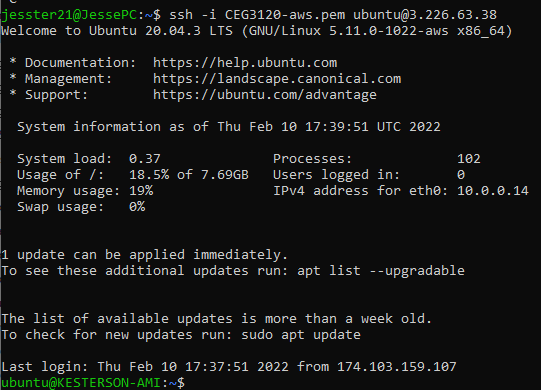 jesster21@JessePC:~$ ssh -i CEG3120-aws.pem ubuntu@3.226.63.38
Welcome to Ubuntu 20.04.3 LTS (GNU/Linux 5.11.0-1022-aws x86_64)
* Documentation: https://help.ubuntu.com
* Management: https://landscape.canonical.com
* Support: https://ubuntu.com/advantage
System information as of Thu Feb 10 17:39:51 UTC 2022
System load: 0.37 Processes: 102
Usage of /: 18.5% of 7.69GB Users logged in: 0
Memory usage: 19% IPv4 address for eth0: 10.0.0.14
Swap usage: 0%
1 update can be applied immediately.
To see these additional updates run: apt list --upgradable
The list of available updates is more than a week old.
To check for new updates run: sudo apt update
Last login: Thu Feb 10 17:37:51 2022 from 174.103.159.107
ubuntu@KESTERSON-AMI:~$